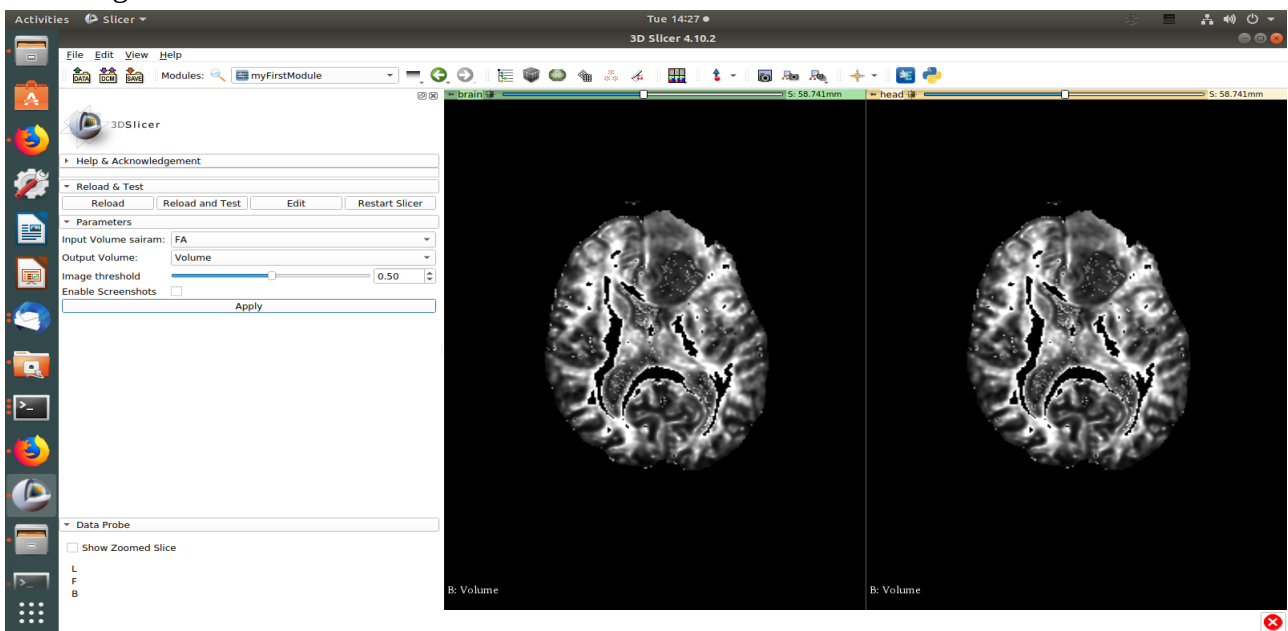 Activities Slicer Tue 14:27
3D Slicer 4.10.2
File Edit View Help
DATA DCM SAVE Modules: myFirstModule
brain S: 58.741mm head S: 58.741mm
3DSlicer
Help & Acknowledgement
Reload & Test
Reload Reload and Test Edit Restart Slicer
Parameters
Input Volume sairam: FA
Output Volume: Volume
Image threshold 0.50
Enable Screenshots
Apply
Data Probe
Show Zoomed Slice
L
F
B
B: Volume B: Volume